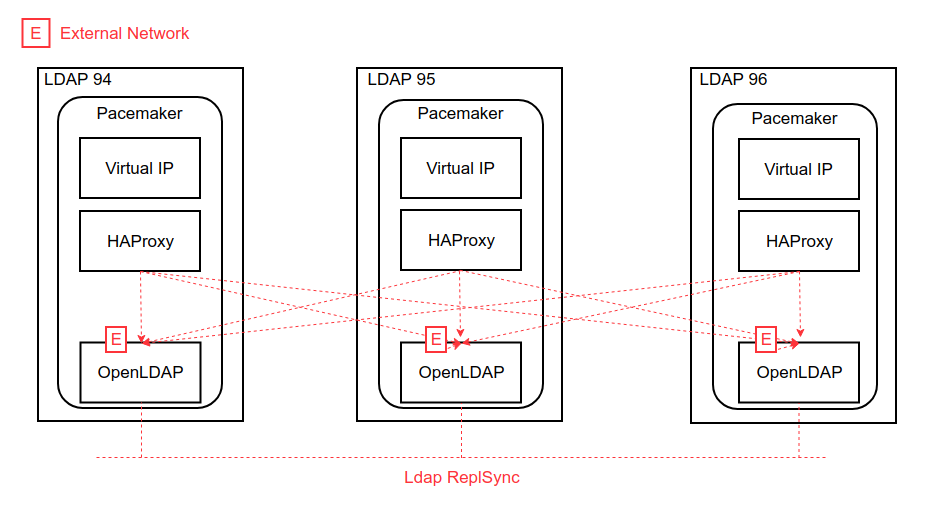 E External Network
LDAP 94
Pacemaker
Virtual IP
HAProxy
E
OpenLDAP
LDAP 95
Pacemaker
Virtual IP
HAProxy
E
OpenLDAP
LDAP 96
Pacemaker
Virtual IP
HAProxy
E
OpenLDAP
Ldap ReplSync